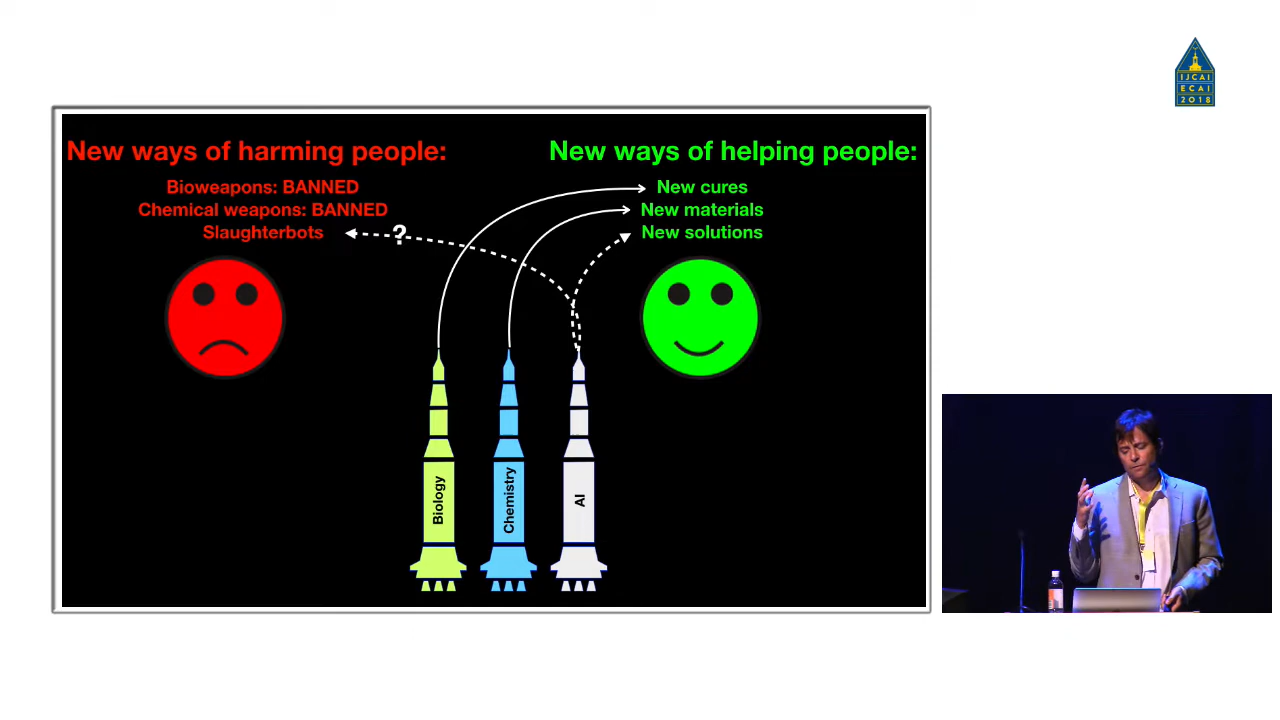 IJCAI
ECAI
2018
New ways of harming people:
Bioweapons: BANNED
Chemical weapons: BANNED
Slaughterbots
?
New ways of helping people:
New cures
New materials
New solutions
Biology
Chemistry
AI